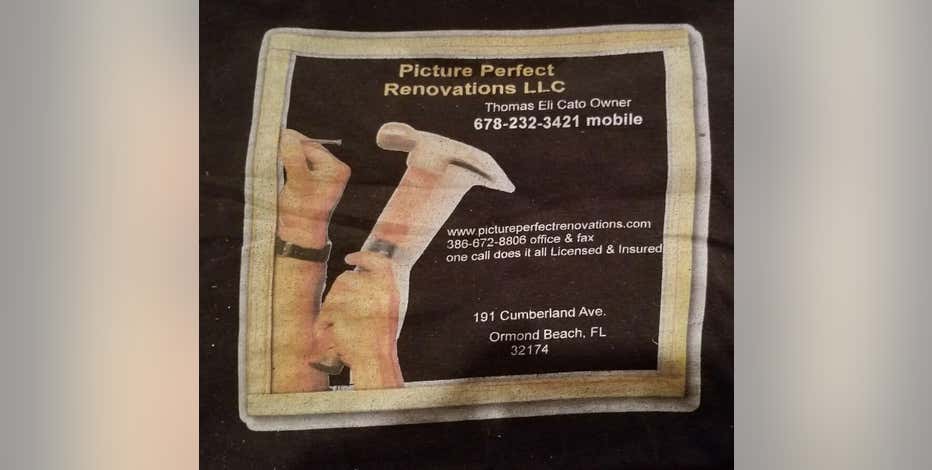 Picture Perfect
Renovations LLC
Thomas Eli Cato Owner
678-232-3421 mobile
www.pictureperfectrenovations.com
386-672-8806 office & fax
one call does it all Licensed & Insured
191 Cumberland Ave.
Ormond Beach, FL
32174